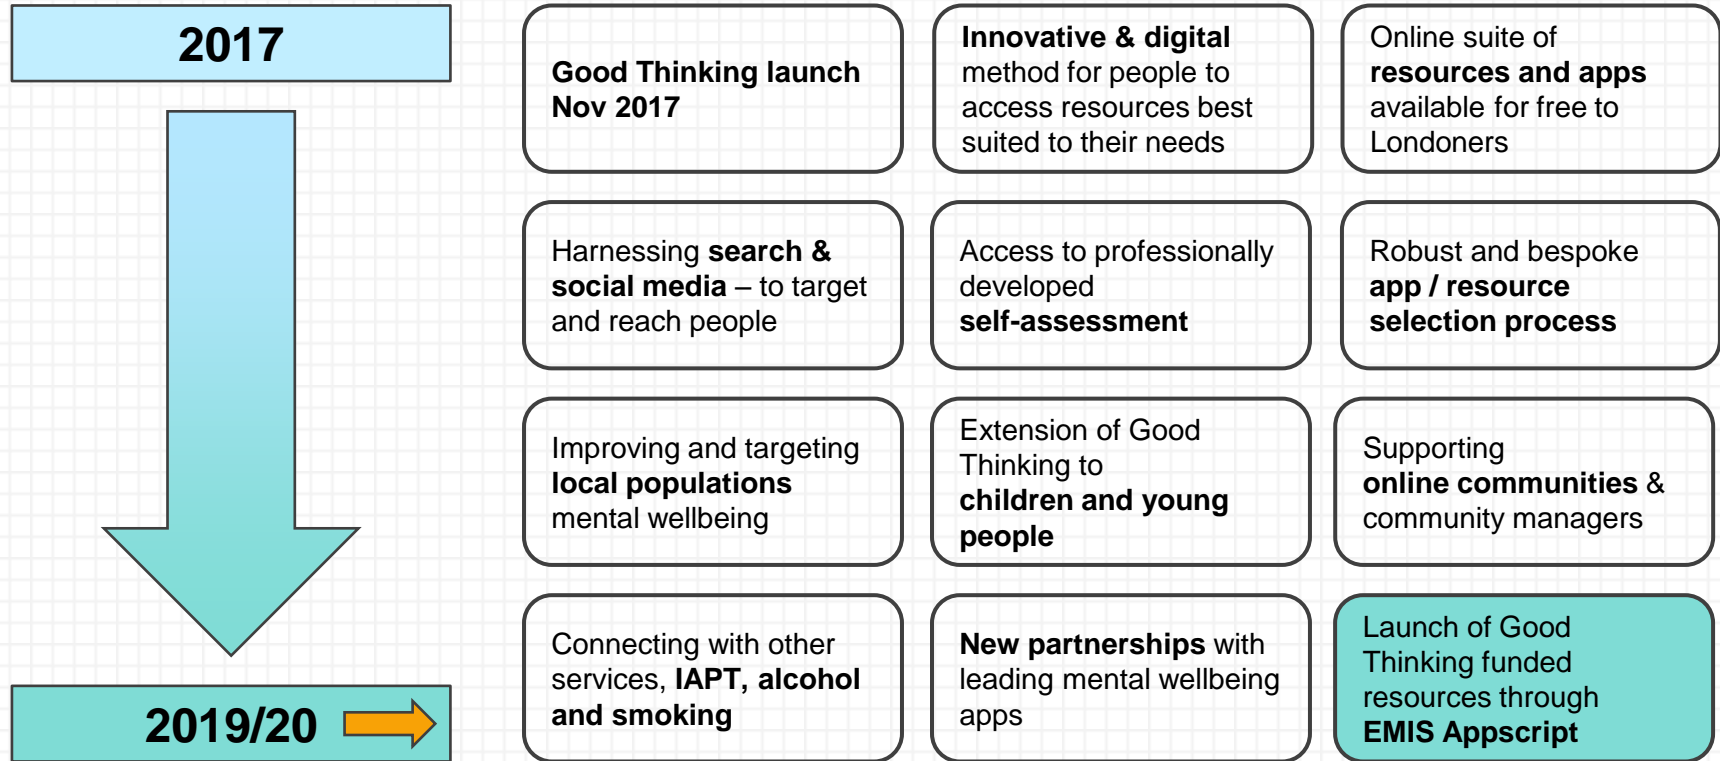 2017
Good Thinking launch
Nov 2017
Innovative & digital
method for people to
access resources best
suited to their needs
Online suite of
resources and apps
available for free to
Londoners
Harnessing search &
social media – to target
and reach people
Access to professionally
developed
self-assessment
Robust and bespoke
app / resource
selection process
Improving and targeting
local populations
mental wellbeing
Extension of Good
Thinking to
children and young
people
Supporting
online communities &
community managers
2019/20
Connecting with other
services, IAPT, alcohol
and smoking
New partnerships with
leading mental wellbeing
apps
Launch of Good
Thinking funded
resources through
EMIS Appscript